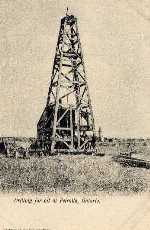 Drilling for oil at Petrolia, Ontario.